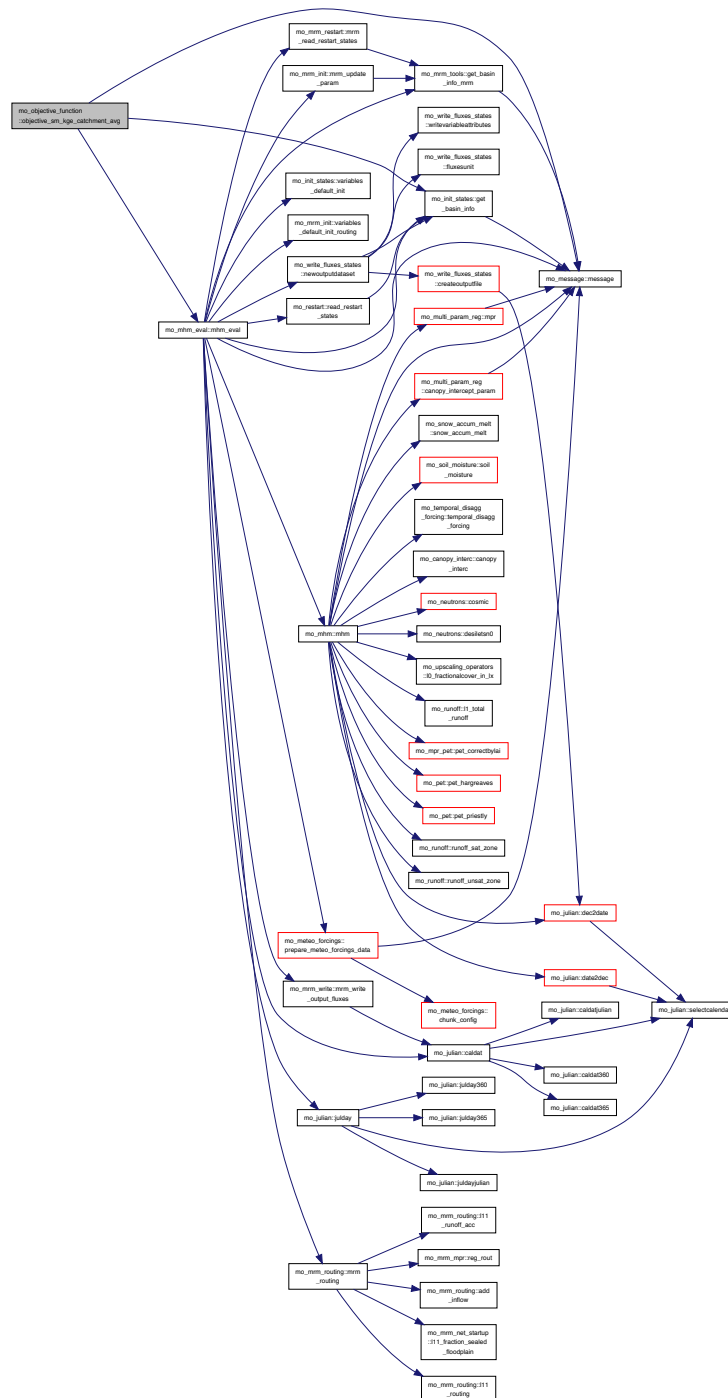 mo_mrm_restart::mrm
_read_restart_states
mo_mrm_init::mrm_update
_param
mo_mrm_tools::get_basin
_info_mrm
mo_objective_function
::objective_sm_kge_catchment_avg
mo_write_fluxes_states
::writevariableattributes
mo_write_fluxes_states
::fluxesunit
mo_init_states::variables
_default_init
mo_init_states::get
_basin_info
mo_mrm_init::variables
_default_init_routing
mo_write_fluxes_states
::newoutputdataset
mo_write_fluxes_states
::createoutputfile
mo_message::message
mo_restart::read_restart
_states
mo_multi_param_reg::mpr
mo_mhm_eval::mhm_eval
mo_multi_param_reg
::canopy_intercept_param
mo_snow_accum_melt
::snow_accum_melt
mo_soil_moisture::soil
_moisture
mo_temporal_disagg
_forcing::temporal_disagg
_forcing
mo_canopy_interc::canopy
_interc
mo_neutrons::cosmic
mo_mhm::mhm
mo_neutrons::desiletsn0
mo_upscaling_operators
::l0_fractionalcover_in_lx
mo_runoff::l1_total
_runoff
mo_mpr_pet::pet_correctbylai
mo_pet::pet_hargreaves
mo_pet::pet_priestly
mo_runoff::runoff_sat_zone
mo_runoff::runoff_unsat_zone
mo_julian::dec2date
mo_meteo_forcings::
prepare_meteo_forcings_data
mo_julian::date2dec
mo_mrm_write::mrm_write
_output_fluxes
mo_meteo_forcings::
chunk_config
mo_julian::caldatjulian
mo_julian::selectcalendar
mo_julian::caldat
mo_julian::caldat360
mo_julian::julday360
mo_julian::caldat365
mo_julian::julday
mo_julian::julday365
mo_julian::juldayjulian
mo_mrm_routing::l11
_runoff_acc
mo_mrm_mpr::reg_rout
mo_mrm_routing::mrm
_routing
mo_mrm_routing::add
_inflow
mo_mrm_net_startup
::l11_fraction_sealed
_floodplain
mo_mrm_routing::l11
_routing